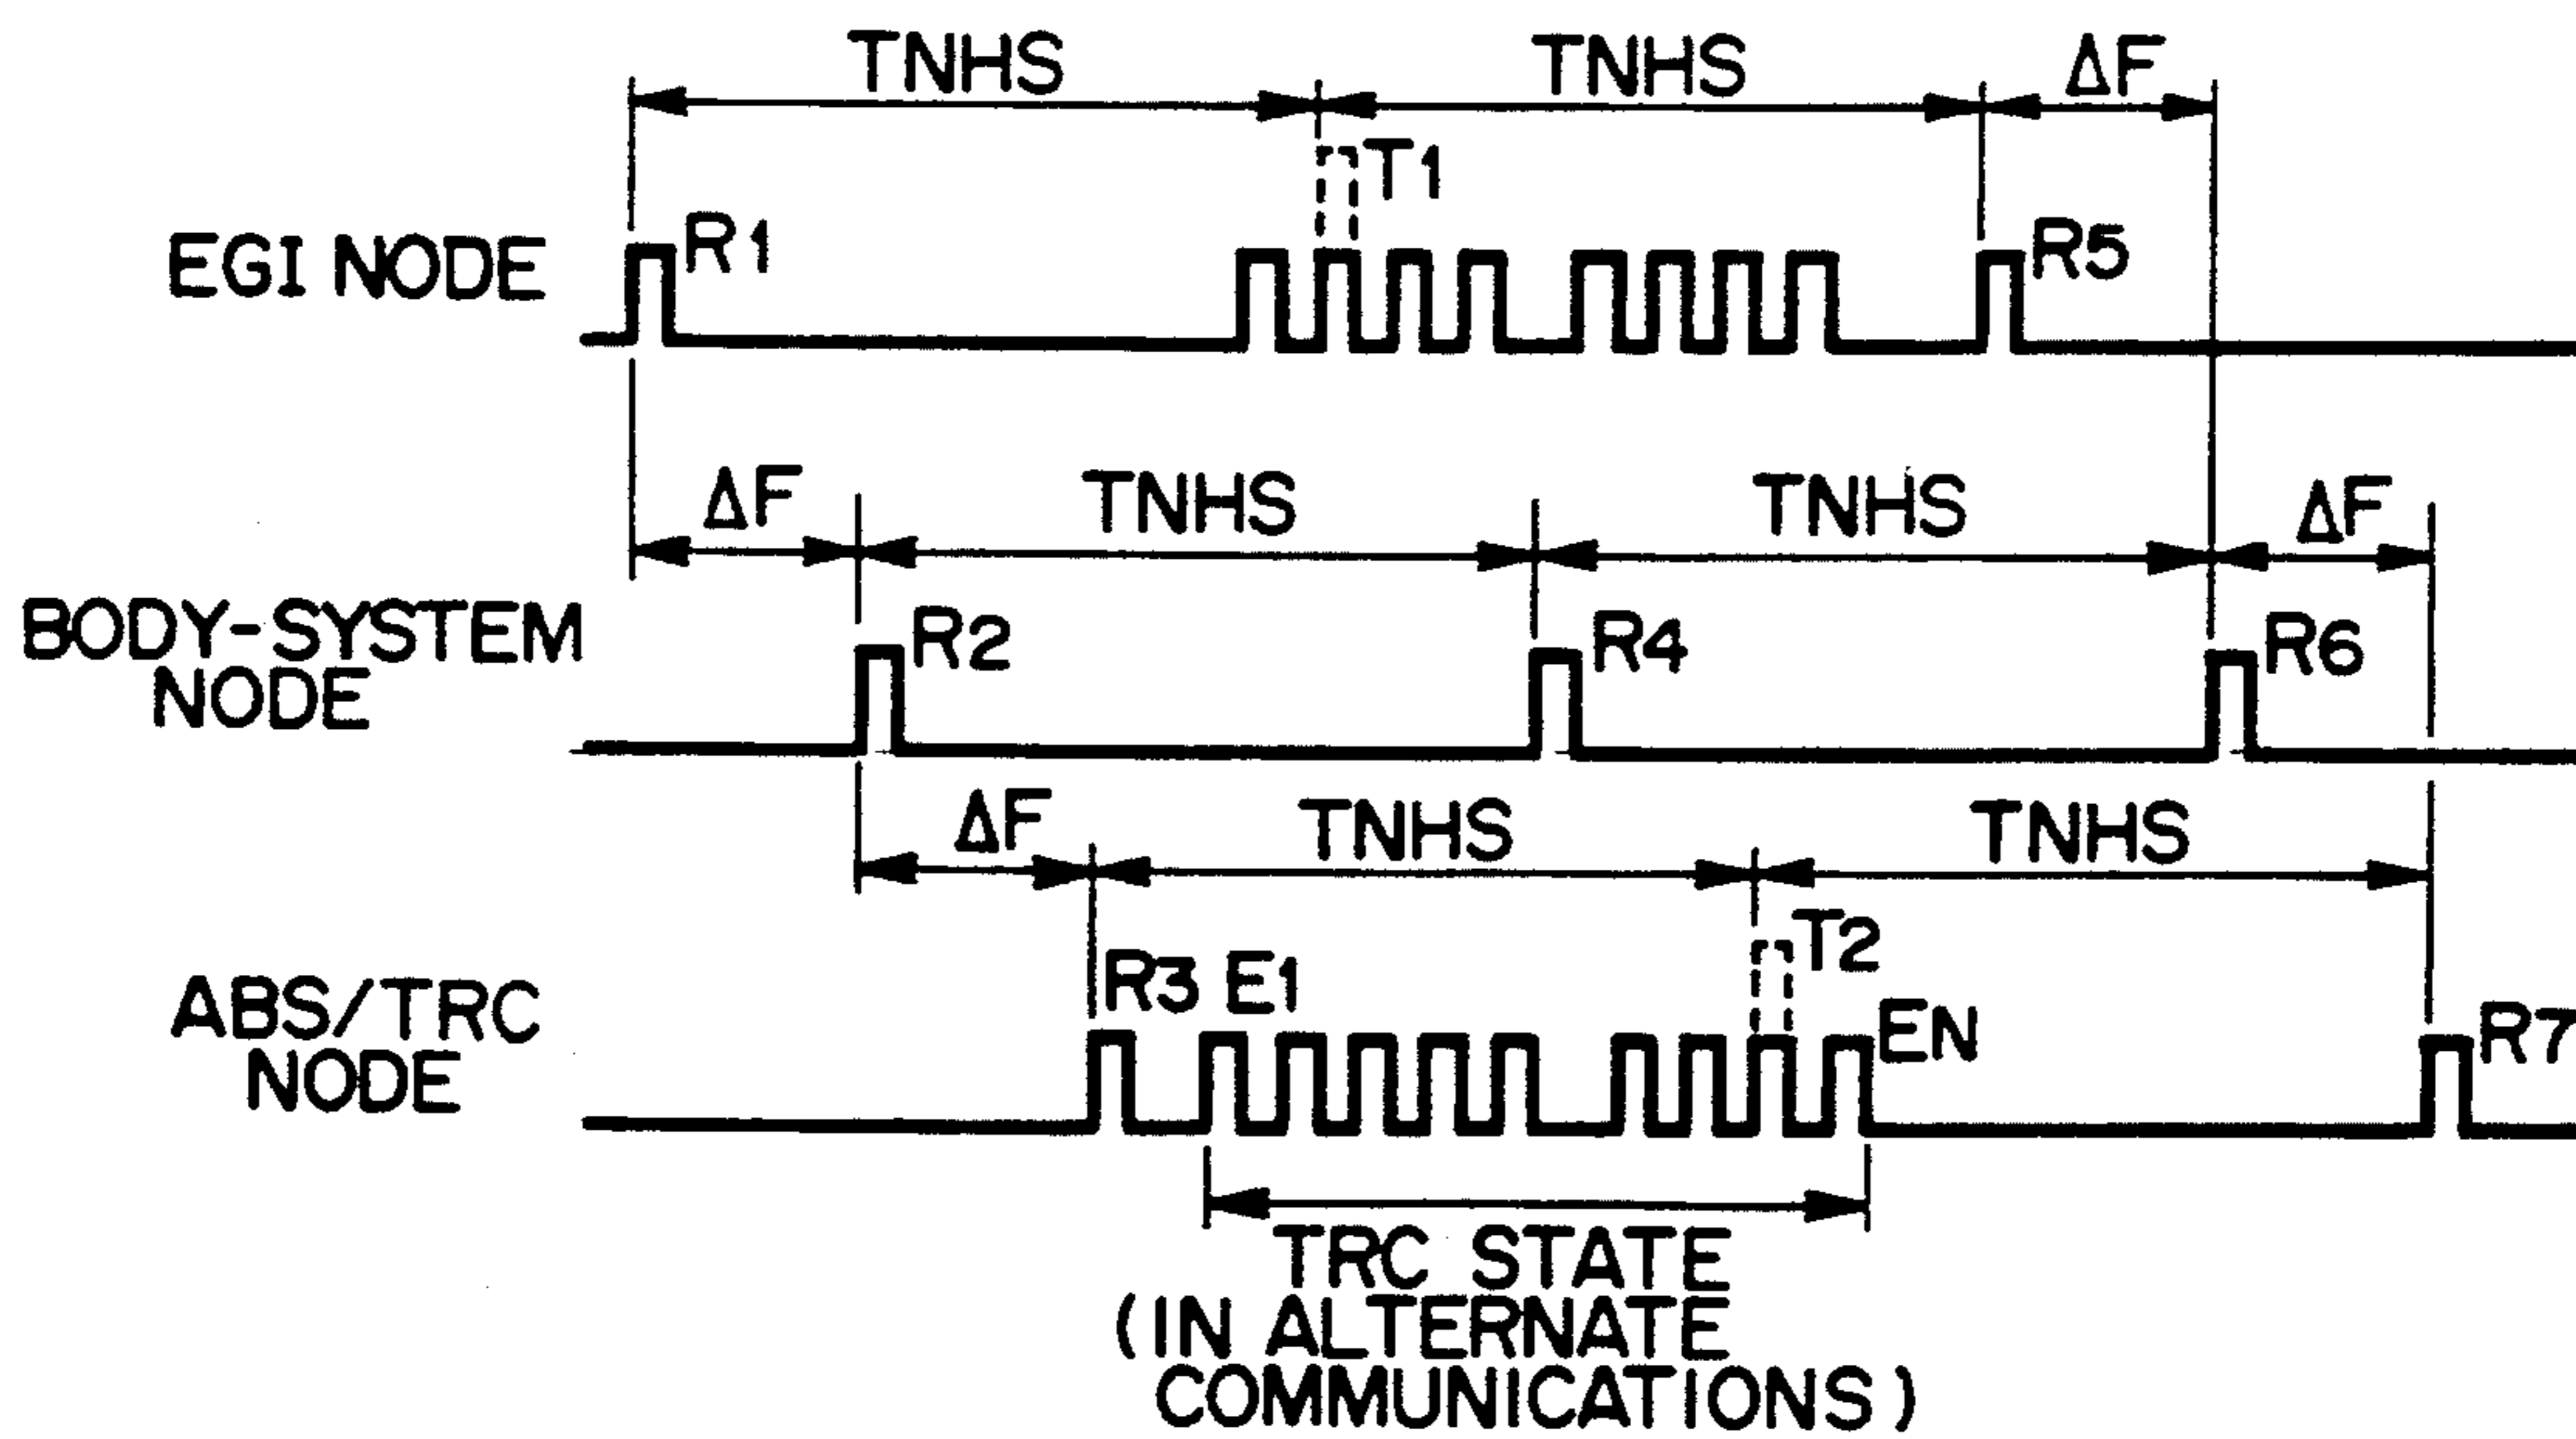 TNHS TNHS ΔF
T1
EGI NODE R1 R5
ΔF TNHS TNHS ΔF
BODY-SYSTEM
NODE
R2 R4 R6
ΔF TNHS TNHS
T2
ABS/TRC
NODE
R3 E1 EN R7
TRC STATE
(IN ALTERNATE
COMMUNICATIONS)